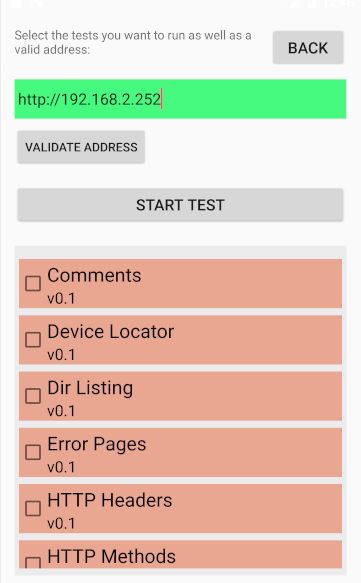 Select the tests you want to run as well as a
valid address:
BACK
http://192.168.2.252
VALIDATE ADDRESS
START TEST
Comments
v0.1
Device Locator
v0.1
Dir Listing
v0.1
Error Pages
v0.1
HTTP Headers
v0.1
HTTP Methods